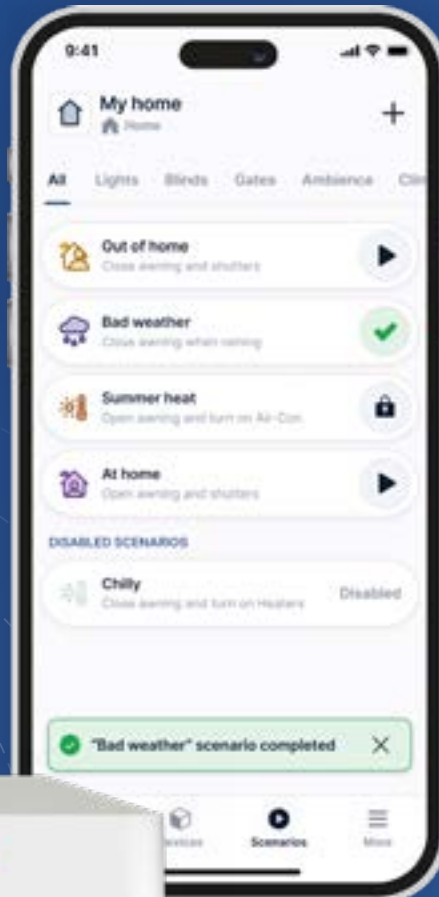 9:41
My home
Home
All Lights Blinds Gates Ambience Clim
Out of home
Close awning and shutters
Bad weather
Close awning when raining
Summer heat
Open awning and turn on Air-Con
At home
Open awning and shutters
DISABLED SCENARIOS
Chilly
Close awning and turn on Heaters
Disabled
"Bad weather" scenario completed
Scenarios
More